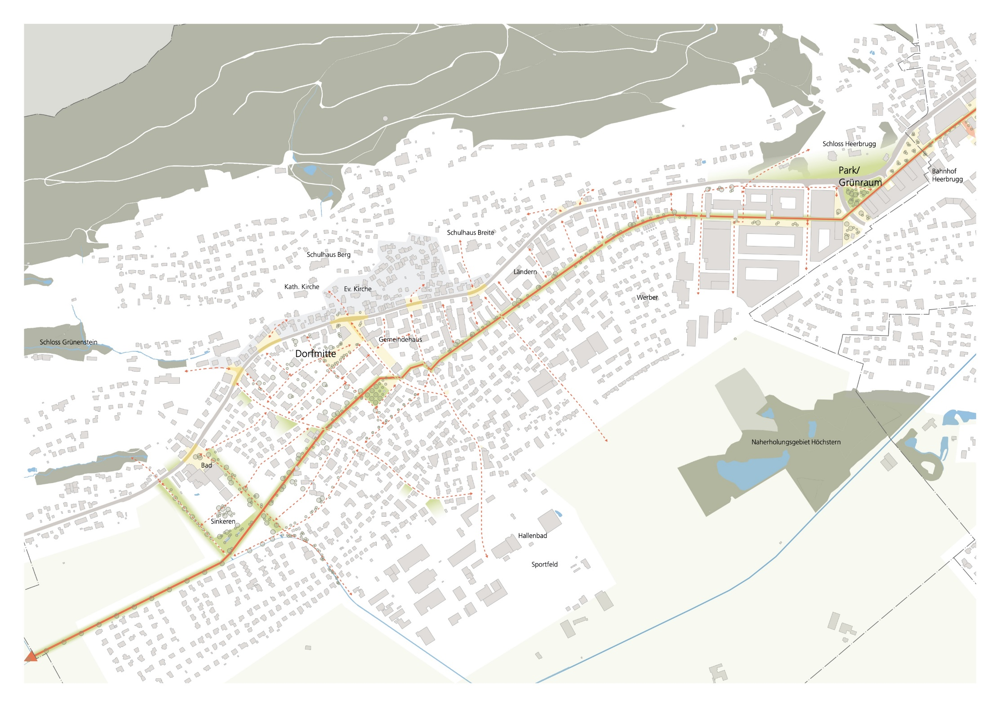 Schloss Heerbrugg
Park/
Grünraum
Bahnhof
Heerbrugg
Schulhaus Breite
Schulhaus Berg
Ländern
Kath. Kirche
Ev. Kirche
Werber
Schloss Grünenstein
Gemeindehaus
Dorfmitte
Naherholungsgebiet Höchstern
Bad
Sinkeren
Hallenbad
Sportfeld